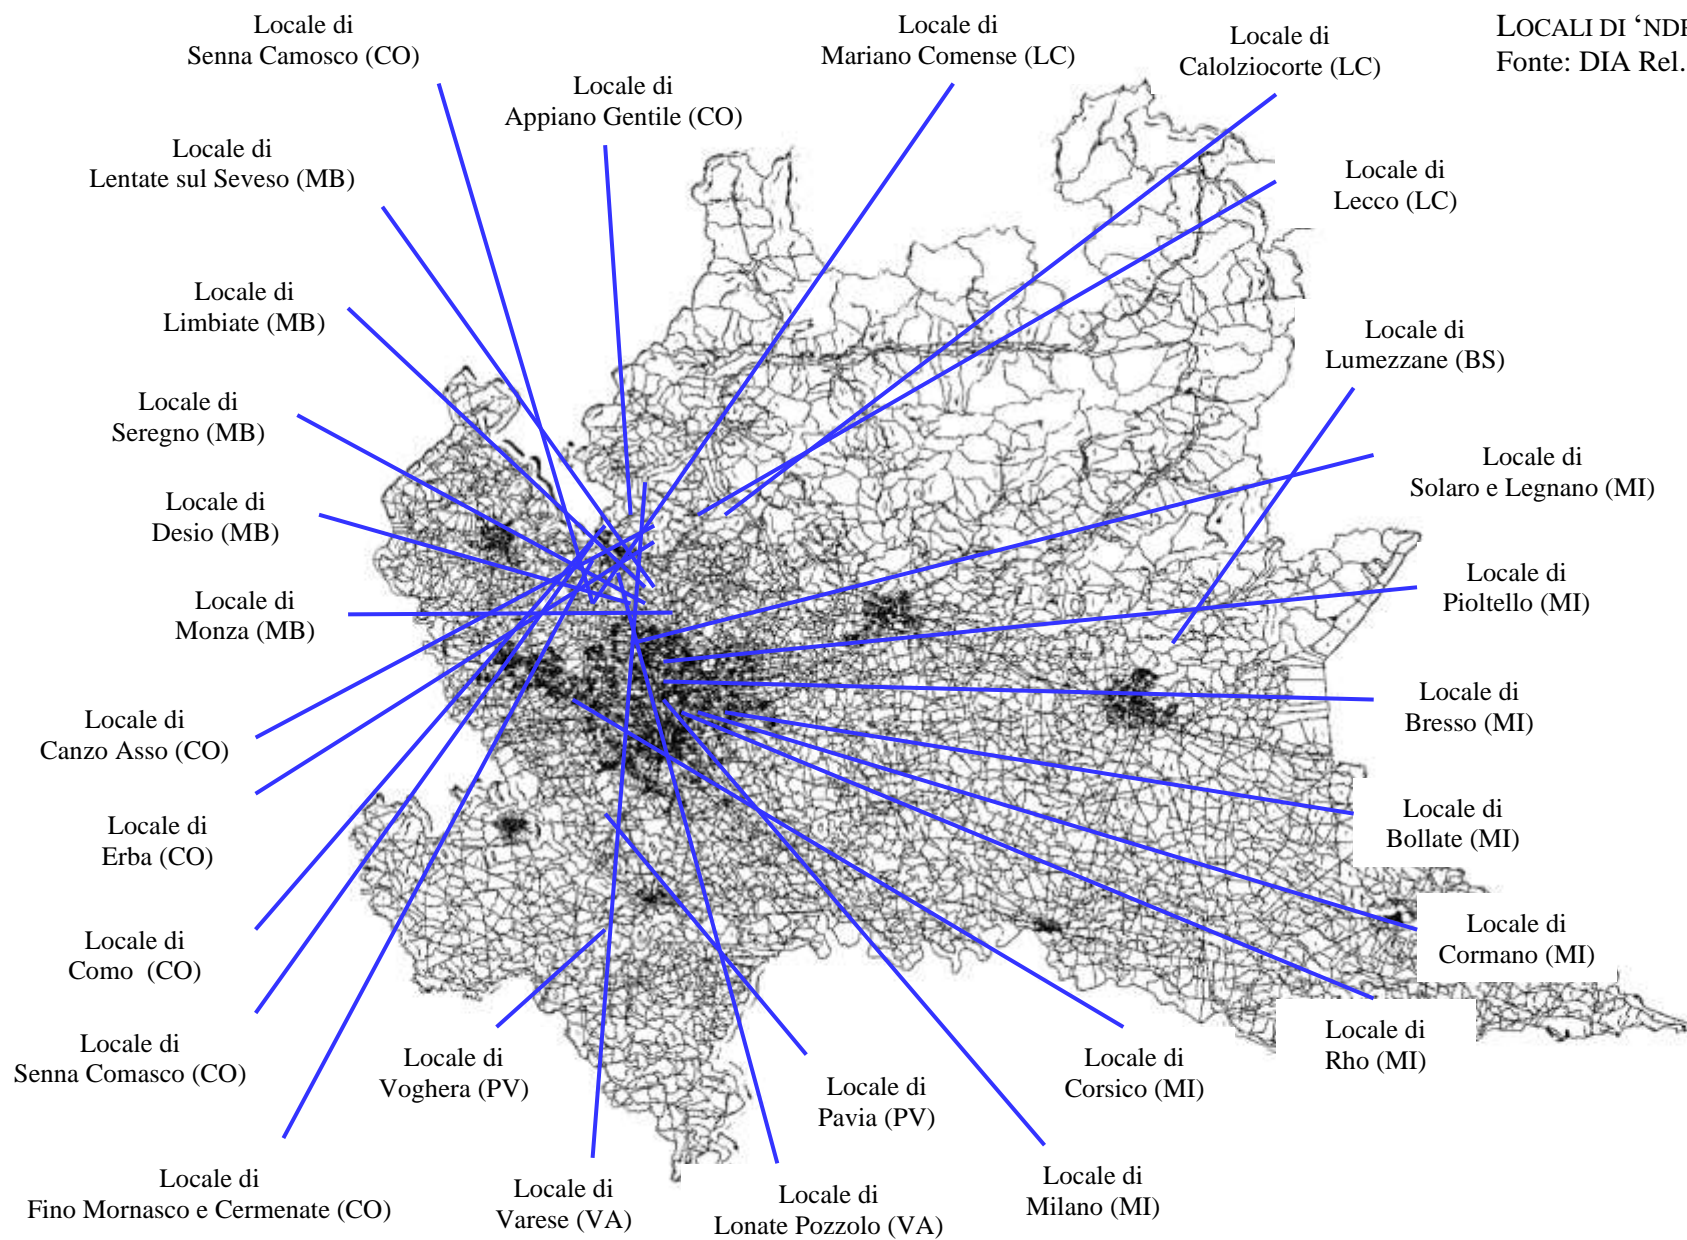 Locale di
Senna Camosco (CO)
Locale di
Appiano Gentile (CO)
Locale di
Mariano Comense (LC)
Locale di
Calolziocorte (LC)
LOCALI DI ‘NDR
Fonte: DIA Rel.
Locale di
Lentate sul Seveso (MB)
Locale di
Lecco (LC)
Locale di
Limbiate (MB)
Locale di
Lumezzane (BS)
Locale di
Seregno (MB)
Locale di
Solaro e Legnano (MI)
Locale di
Desio (MB)
Locale di
Pioltello (MI)
Locale di
Monza (MB)
Locale di
Bresso (MI)
Locale di
Canzo Asso (CO)
Locale di
Bollate (MI)
Locale di
Erba (CO)
Locale di
Cormano (MI)
Locale di
Como (CO)
Locale di
Rho (MI)
Locale di
Senna Comasco (CO)
Locale di
Voghera (PV)
Locale di
Pavia (PV)
Locale di
Corsico (MI)
Locale di
Fino Mornasco e Cermenate (CO)
Locale di
Varese (VA)
Locale di
Lonate Pozzolo (VA)
Locale di
Milano (MI)